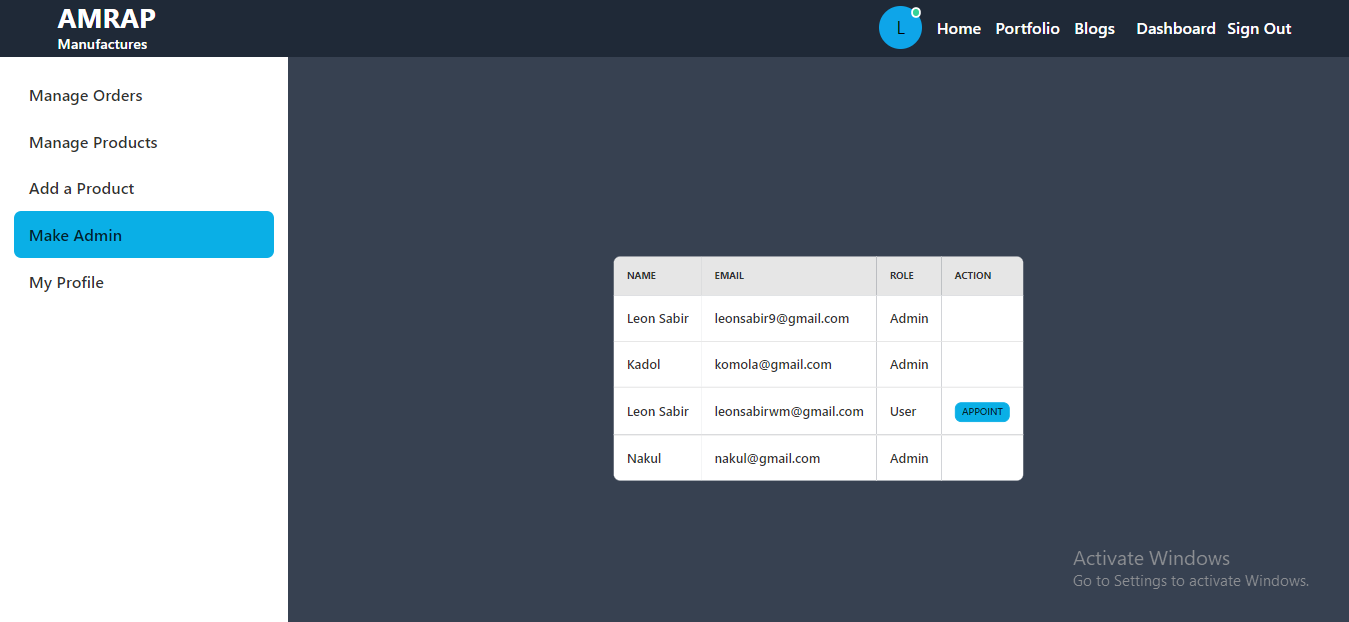 AMRAP
Manufactures
L
Home Portfolio Blogs Dashboard Sign Out
Manage Orders
Manage Products
Add a Product
Make Admin
My Profile
NAME EMAIL ROLE ACTION
Leon Sabir leonsabir9@gmail.com Admin
Kadol komola@gmail.com Admin
Leon Sabir leonsabirwm@gmail.com User APPOINT
Nakul nakul@gmail.com Admin
Activate Windows
Go to Settings to activate Windows.